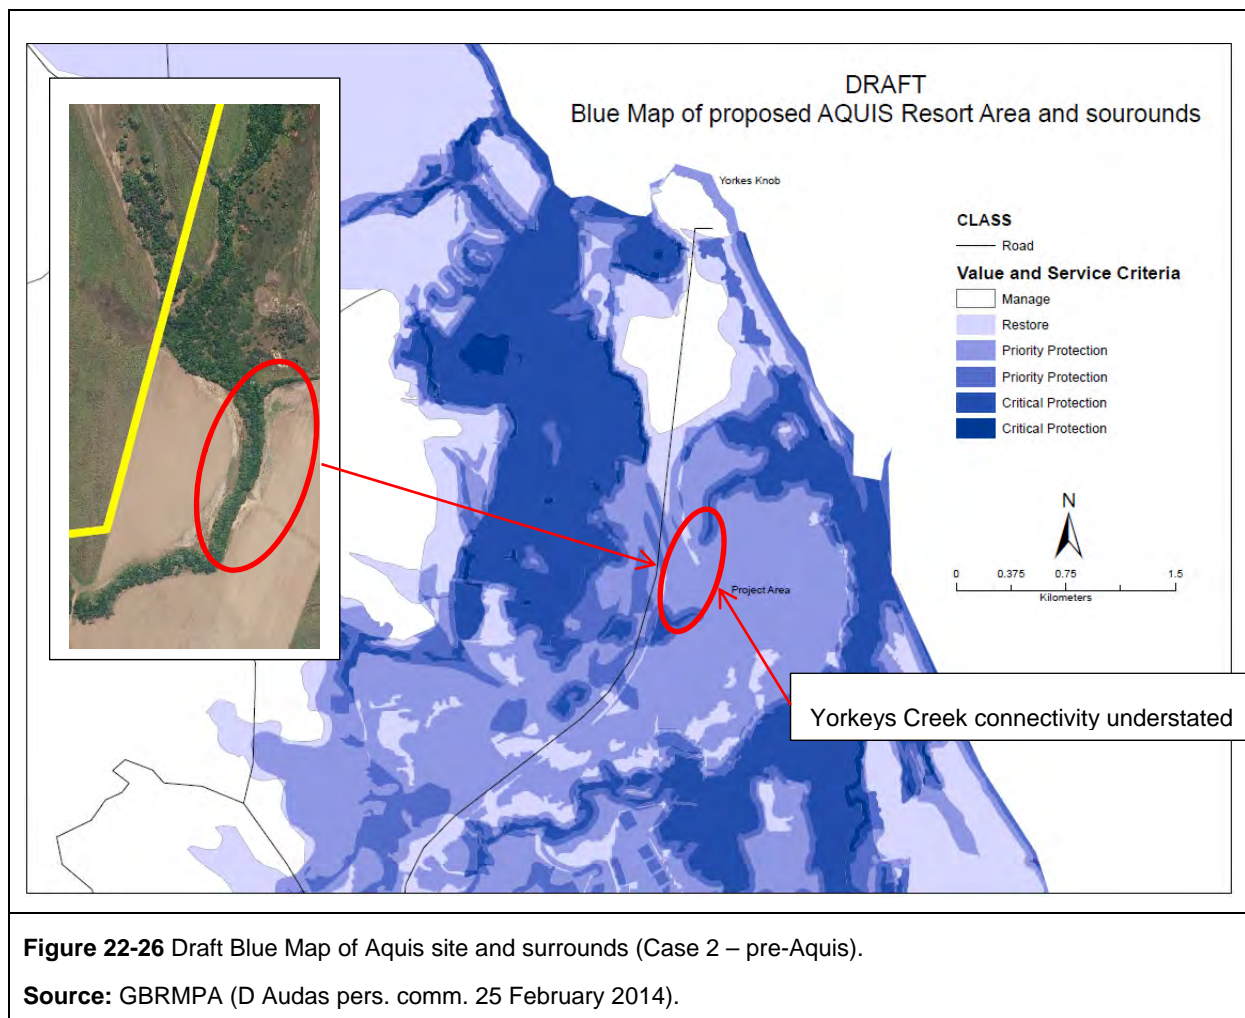 DRAFT
Blue Map of proposed AQUIS Resort Area and sourounds
Yorkes Knob
CLASS
Road
Value and Service Criteria
Manage
Restore
Priority Protection
Priority Protection
Critical Protection
Critical Protection
N
0 0.375 0.75 1.5
Kilometers
Project Area
Yorkeys Creek connectivity understated
Figure 22-26 Draft Blue Map of Aquis site and surrounds (Case 2 – pre-Aquis).
Source: GBRMPA (D Audas pers. comm. 25 February 2014).